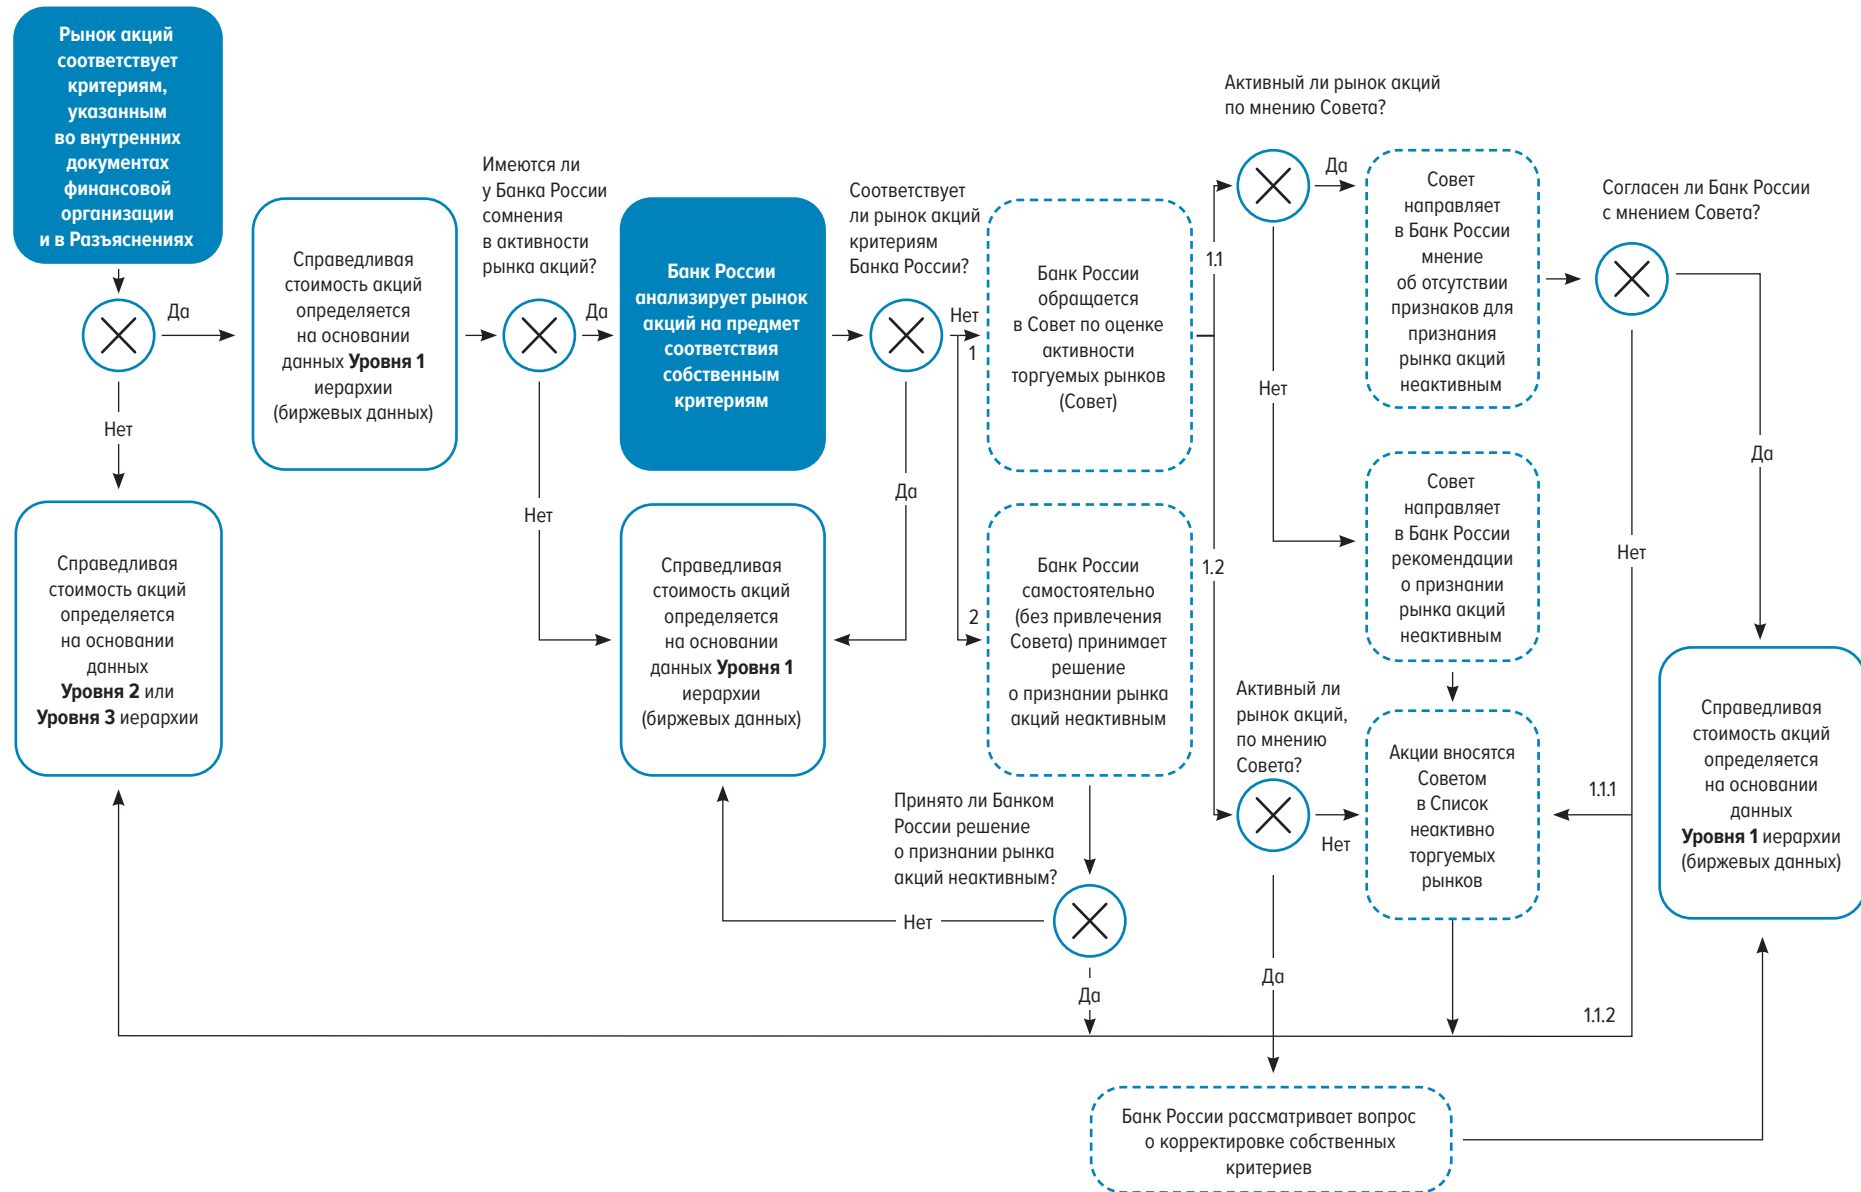 Рынок акций
соответствует
критериям,
указанным
во внутренних
документах
финансовой
организации
и в Разъяснениях
Да
Нет
Справедливая
стоимость акций
определяется
на основании
данных
Уровня 2 или
Уровня 3 иерархии
Справедливая
стоимость акций
определяется
на основании
данных Уровня 1
иерархии
(биржевых данных)
Имеются ли
у Банка России
сомнения
в активности
рынка акций?
Да
Нет
Банк России
анализирует рынок
акций на предмет
соответствия
собственным
критериям
Справедливая
стоимость акций
определяется
на основании
данных Уровня 1
иерархии
(биржевых данных)
Соответствует
ли рынок акций
критериям
Банка России?
Нет
1
Да
2
Банк России
обращается
в Совет по оценке
активности
торгуемых рынков
(Совет)
Банк России
самостоятельно
(без привлечения
Совета) принимает
решение
о признании рынка
акций неактивным
Принято ли Банком
России решение
о признании рынка
акций неактивным?
Нет
Да
1.1
1.2
Активный ли рынок акций
по мнению Совета?
Да
Нет
Совет
направляет
в Банк России
мнение
об отсутствии
признаков для
признания
рынка акций
неактивным
Совет
направляет
в Банк России
рекомендации
о признании
рынка акций
неактивным
Активный ли
рынок акций,
по мнению
Совета?
Нет
Да
Акции вносятся
Советом
в Список
неактивно
торгуемых
рынков
Согласен ли Банк России
с мнением Совета?
Да
Нет
1.1.1
1.1.2
Справедливая
стоимость акций
определяется
на основании
данных
Уровня 1 иерархии
(биржевых данных)
Банк России рассматривает вопрос
о корректировке собственных
критериев